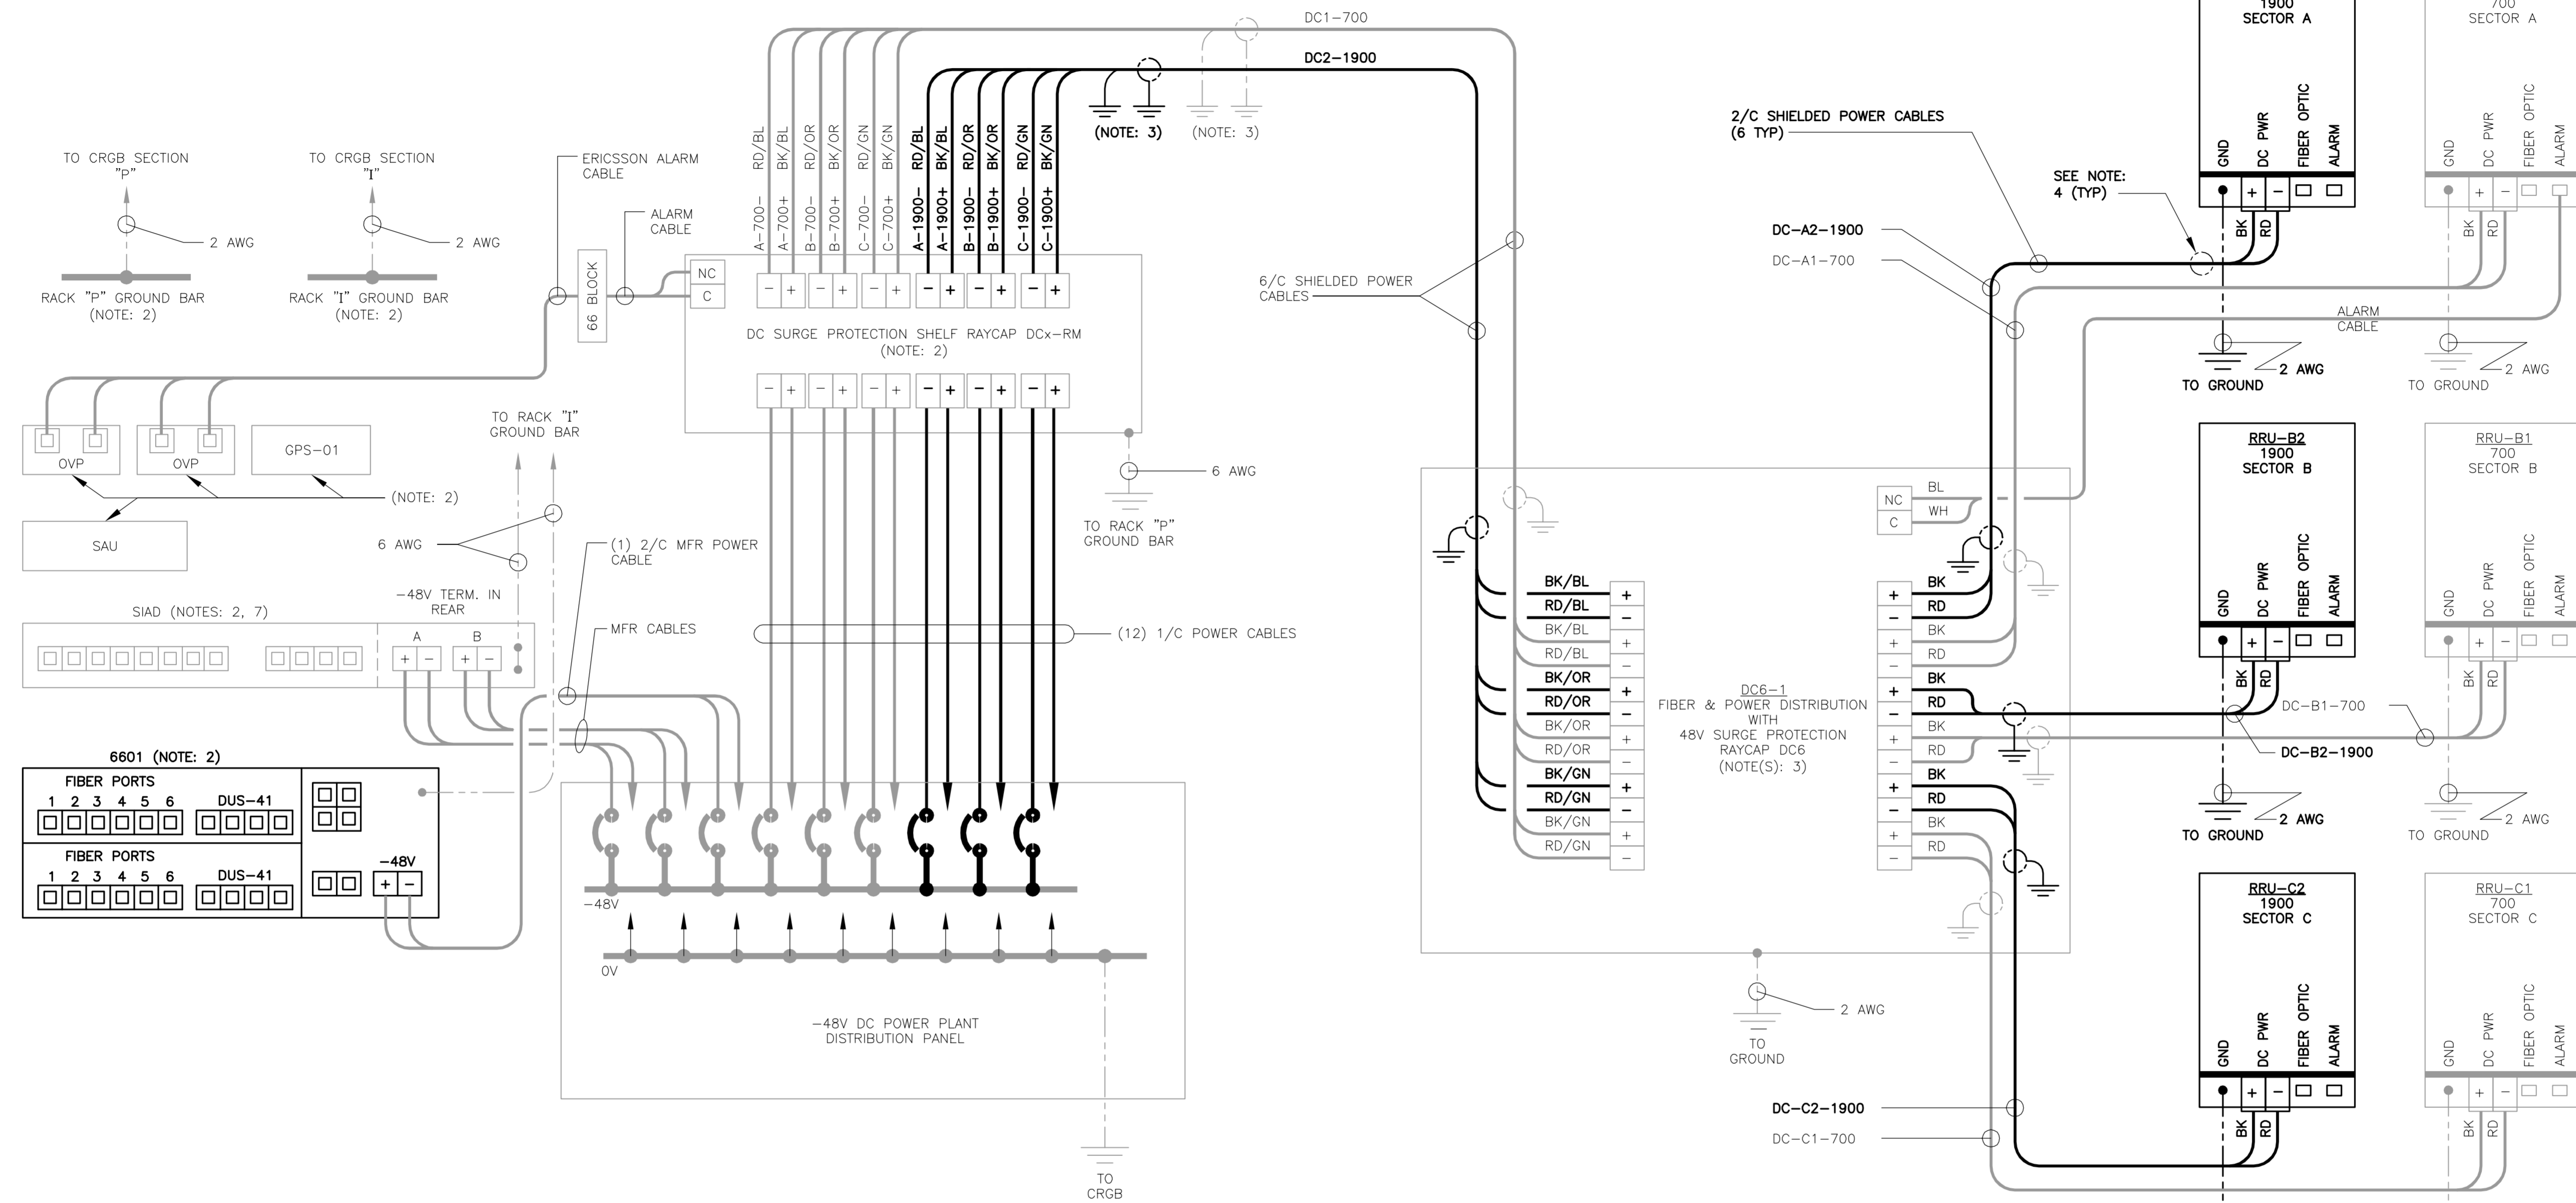 DC1-700
DC2-1900
(NOTE: 3)
(NOTE: 3)
TO CRGB SECTION
"P"
2 AWG
RACK "P" GROUND BAR
(NOTE: 2)
TO CRGB SECTION
"I"
2 AWG
RACK "I" GROUND BAR
(NOTE: 2)
ERICSSON ALARM
CABLE
ALARM
CABLE
66 BLOCK
NC
C
A-700- RD/BL
A-700+ BK/BL
B-700- RD/OR
B-700+ BK/OR
C-700- RD/GN
C-700+ BK/GN
A-1900- RD/BL
A-1900+ BK/BL
B-1900- RD/OR
B-1900+ BK/OR
C-1900- RD/GN
C-1900+ BK/GN
- + - + - + - + - + - +
DC SURGE PROTECTION SHELF RAYCAP DCx-RM
(NOTE: 2)
- + - + - + - + - + - +
6 AWG
TO RACK "P"
GROUND BAR
OVP
OVP
GPS-01
(NOTE: 2)
SAU
TO RACK "I"
GROUND BAR
6 AWG
-48V TERM. IN
REAR
SIAD (NOTES: 2, 7)
A
B
+ - + -
(1) 2/C MFR POWER
CABLE
MFR CABLES
(12) 1/C POWER CABLES
6601 (NOTE: 2)
FIBER PORTS
1 2 3 4 5 6
DUS-41
FIBER PORTS
1 2 3 4 5 6
DUS-41
-48V
+ -
-48V
0V
-48V DC POWER PLANT
DISTRIBUTION PANEL
TO
CRGB
6/C SHIELDED POWER
CABLES
2/C SHIELDED POWER CABLES
(6 TYP)
SEE NOTE:
4 (TYP)
DC-A2-1900
DC-A1-700
ALARM
CABLE
NC
C
BL
WH
BK/BL +
RD/BL -
BK/BL +
RD/BL -
BK/OR +
RD/OR -
BK/OR +
RD/OR -
BK/GN +
RD/GN -
BK/GN +
RD/GN -
DC6-1
FIBER & POWER DISTRIBUTION
WITH
48V SURGE PROTECTION
RAYCAP DC6
(NOTE(S): 3)
+ BK
- RD
+ BK
- RD
+ BK
- RD
+ BK
- RD
+ BK
- RD
+ BK
- RD
2 AWG
TO
GROUND
DC-B1-700
DC-B2-1900
DC-C2-1900
DC-C1-700
1900
SECTOR A
GND
DC PWR
FIBER OPTIC
ALARM
+ -
BK
RD
2 AWG
TO GROUND
700
SECTOR A
GND
DC PWR
FIBER OPTIC
ALARM
+ -
BK
RD
2 AWG
TO GROUND
RRU-B2
1900
SECTOR B
GND
DC PWR
FIBER OPTIC
ALARM
+ -
BK
RD
2 AWG
TO GROUND
RRU-B1
700
SECTOR B
GND
DC PWR
FIBER OPTIC
ALARM
+ -
BK
RD
2 AWG
TO GROUND
RRU-C2
1900
SECTOR C
GND
DC PWR
FIBER OPTIC
ALARM
+ -
BK
RD
RRU-C1
700
SECTOR C
GND
DC PWR
FIBER OPTIC
ALARM
+ -
BK
RD